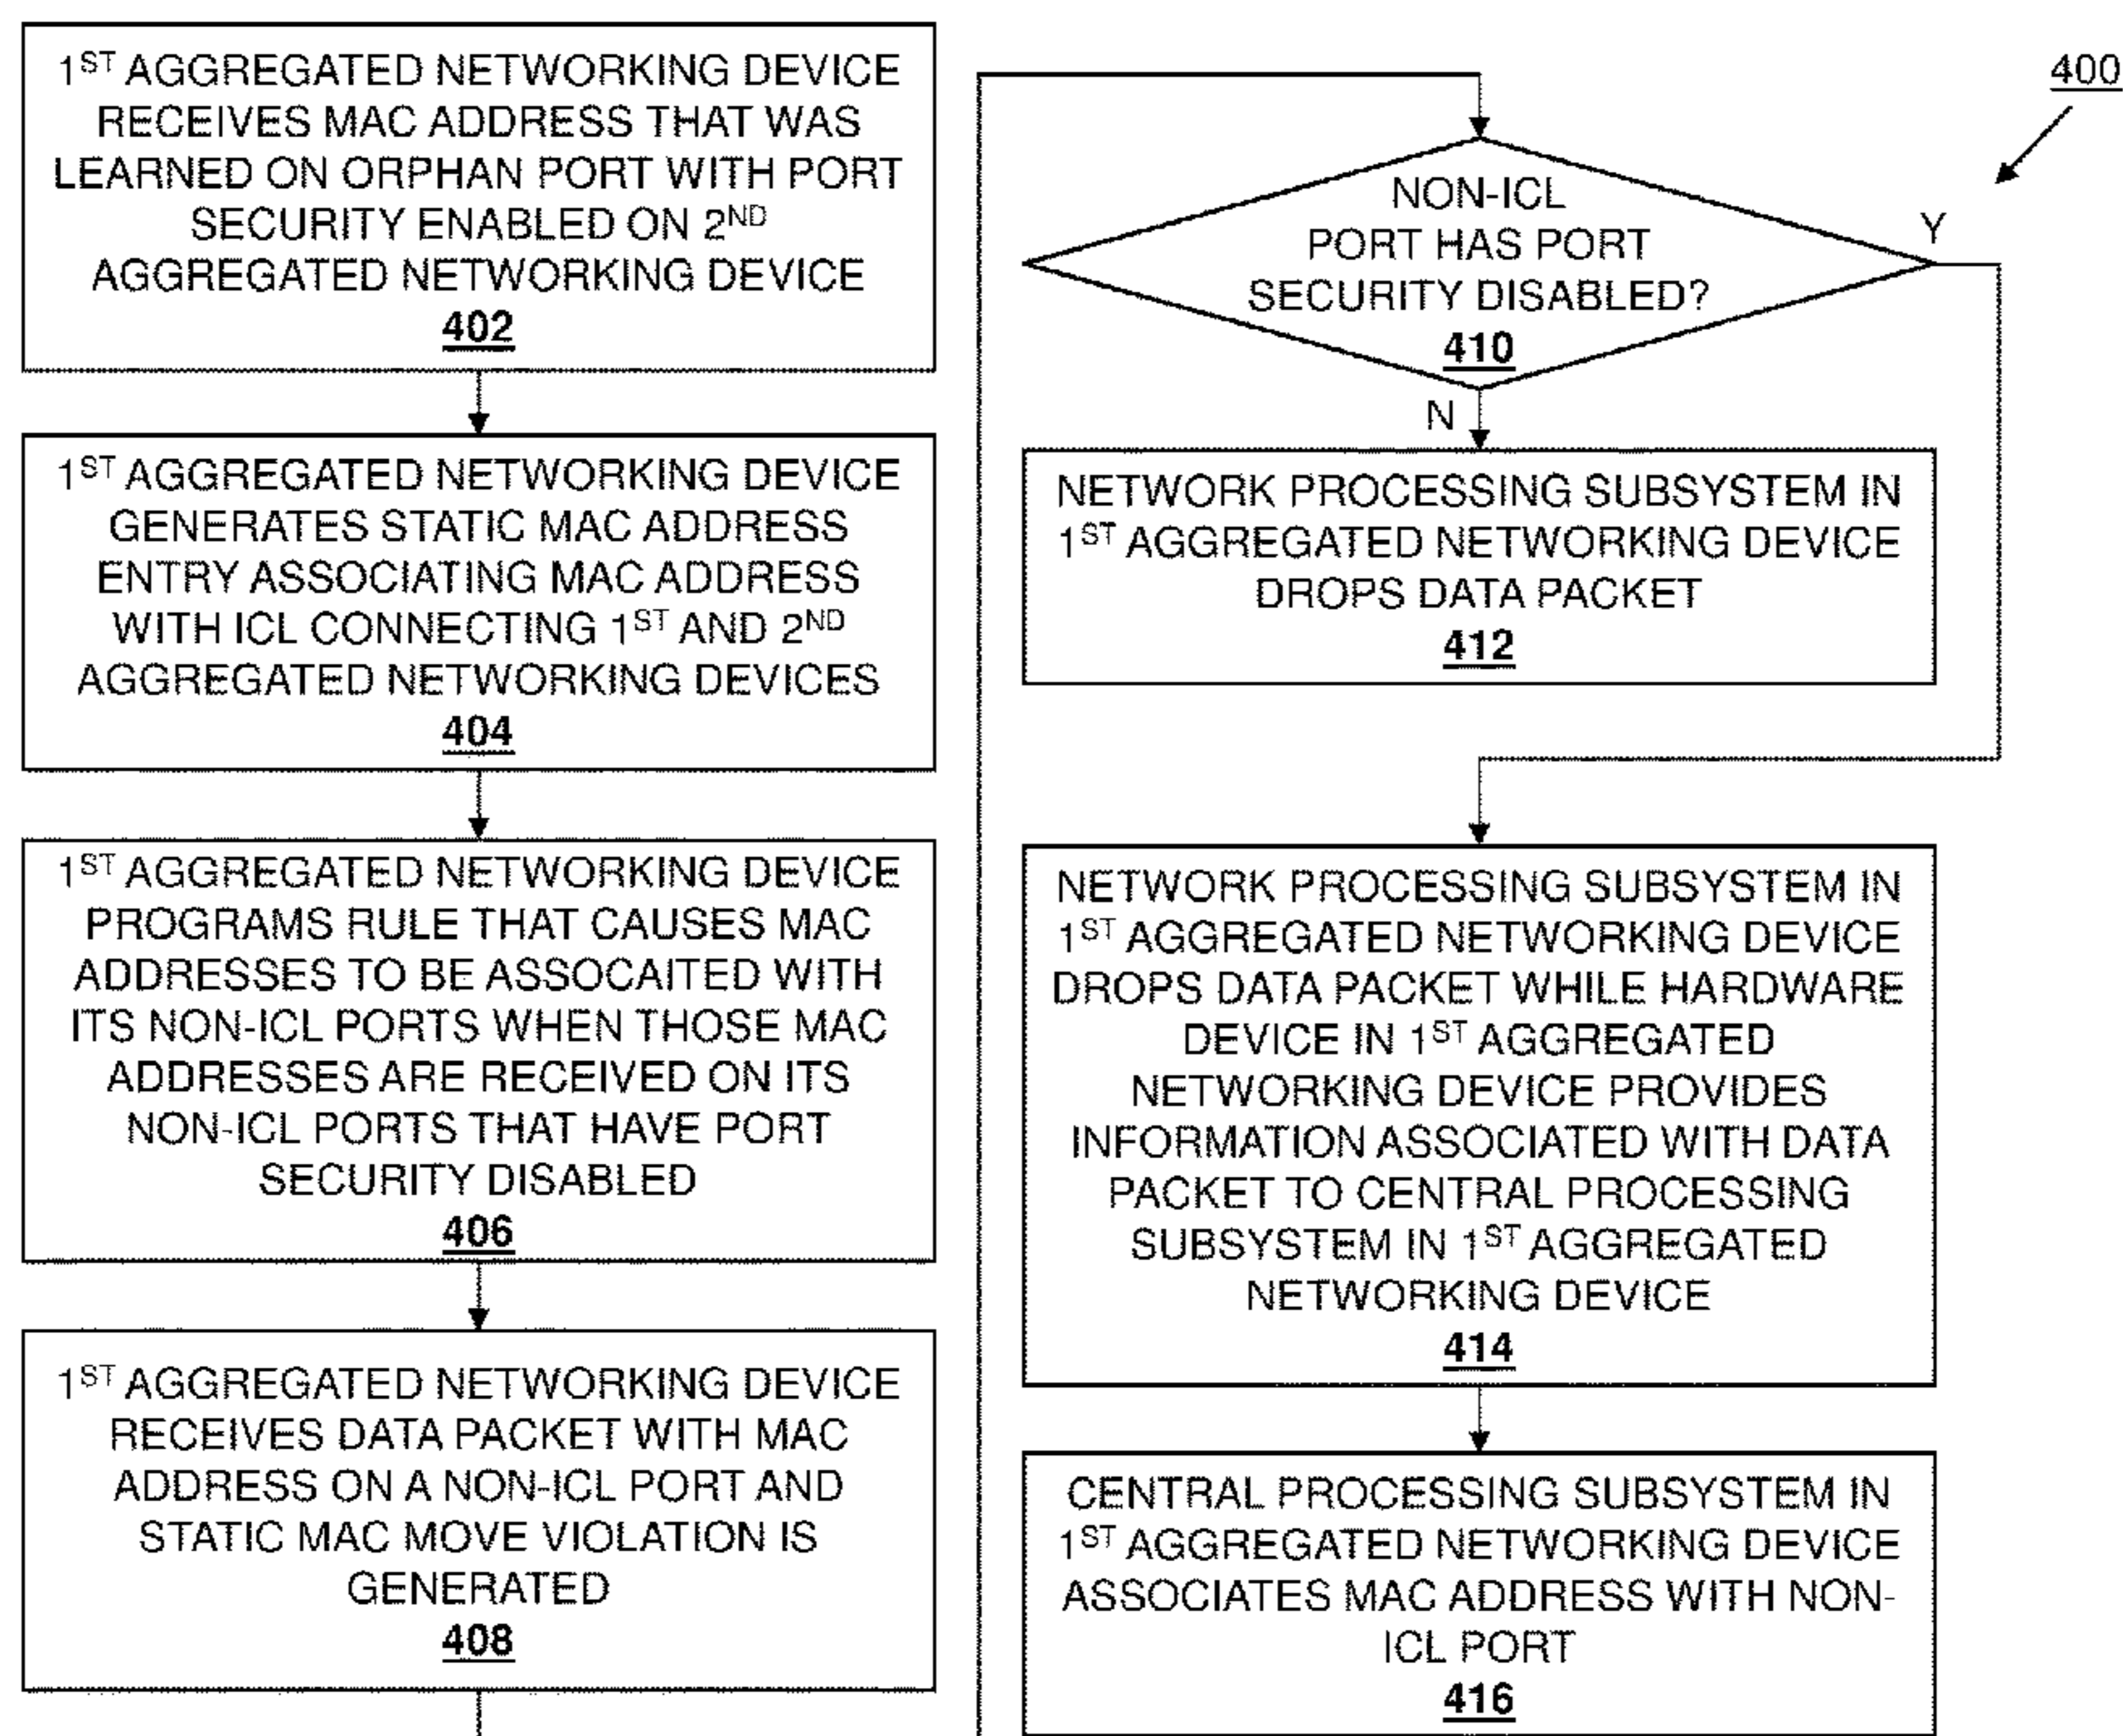 1ST AGGREGATED NETWORKING DEVICE
RECEIVES MAC ADDRESS THAT WAS
LEARNED ON ORPHAN PORT WITH PORT
SECURITY ENABLED ON 2ND
AGGREGATED NETWORKING DEVICE
402
1ST AGGREGATED NETWORKING DEVICE
GENERATES STATIC MAC ADDRESS
ENTRY ASSOCIATING MAC ADDRESS
WITH ICL CONNECTING 1ST AND 2ND
AGGREGATED NETWORKING DEVICES
404
1ST AGGREGATED NETWORKING DEVICE
PROGRAMS RULE THAT CAUSES MAC
ADDRESSES TO BE ASSOCAITED WITH
ITS NON-ICL PORTS WHEN THOSE MAC
ADDRESSES ARE RECEIVED ON ITS
NON-ICL PORTS THAT HAVE PORT
SECURITY DISABLED
406
1ST AGGREGATED NETWORKING DEVICE
RECEIVES DATA PACKET WITH MAC
ADDRESS ON A NON-ICL PORT AND
STATIC MAC MOVE VIOLATION IS
GENERATED
408
400
NON-ICL
PORT HAS PORT
SECURITY DISABLED?
410
Y
N
NETWORK PROCESSING SUBSYSTEM IN
1ST AGGREGATED NETWORKING DEVICE
DROPS DATA PACKET
412
NETWORK PROCESSING SUBSYSTEM IN
1ST AGGREGATED NETWORKING DEVICE
DROPS DATA PACKET WHILE HARDWARE
DEVICE IN 1ST AGGREGATED
NETWORKING DEVICE PROVIDES
INFORMATION ASSOCIATED WITH DATA
PACKET TO CENTRAL PROCESSING
SUBSYSTEM IN 1ST AGGREGATED
NETWORKING DEVICE
414
CENTRAL PROCESSING SUBSYSTEM IN
1ST AGGREGATED NETWORKING DEVICE
ASSOCIATES MAC ADDRESS WITH NON-
ICL PORT
416